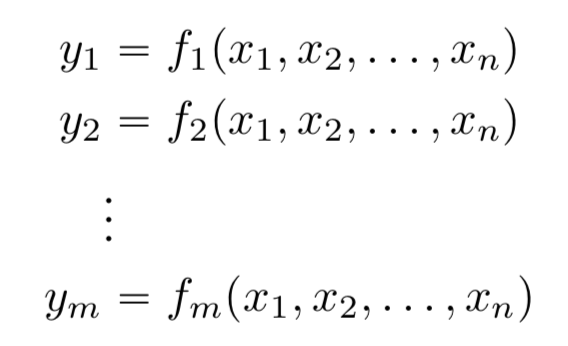 y₁ = f₁(x₁, x₂, . . . , xₙ)
y₂ = f₂(x₁, x₂, . . . , xₙ)
⋮
yₘ = fₘ(x₁, x₂, . . . , xₙ)